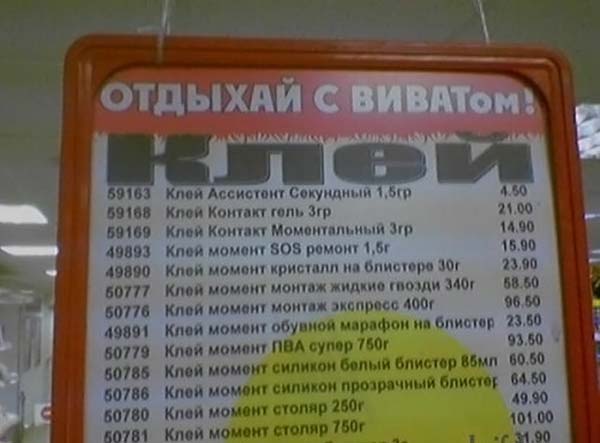 ОТДЫХАЙ С ВИВАТом!
Клей
59163 Клей Ассистент Секундный 1,5гр 4.50
59168 Клей Контакт гель 3гр 21.00
59169 Клей Контакт Моментальный 3гр 14.90
49893 Клей момент SOS ремонт 1,5г 15.90
49890 Клей момент кристалл на блистере 30г 23.90
50777 Клей момент монтаж жидкие гвозди 340г 58.50
50776 Клей момент монтаж экспресс 400г 96.50
49891 Клей момент обувной марафон на блистер 23.50
50779 Клей момент ПВА супер 750г 93.50
50785 Клей момент силикон белый блистер 85мл 60.50
50786 Клей момент силикон прозрачный блистер 64.50
50780 Клей момент столяр 250г 49.90
50781 Клей момент столяр 750г 101.00
31.90